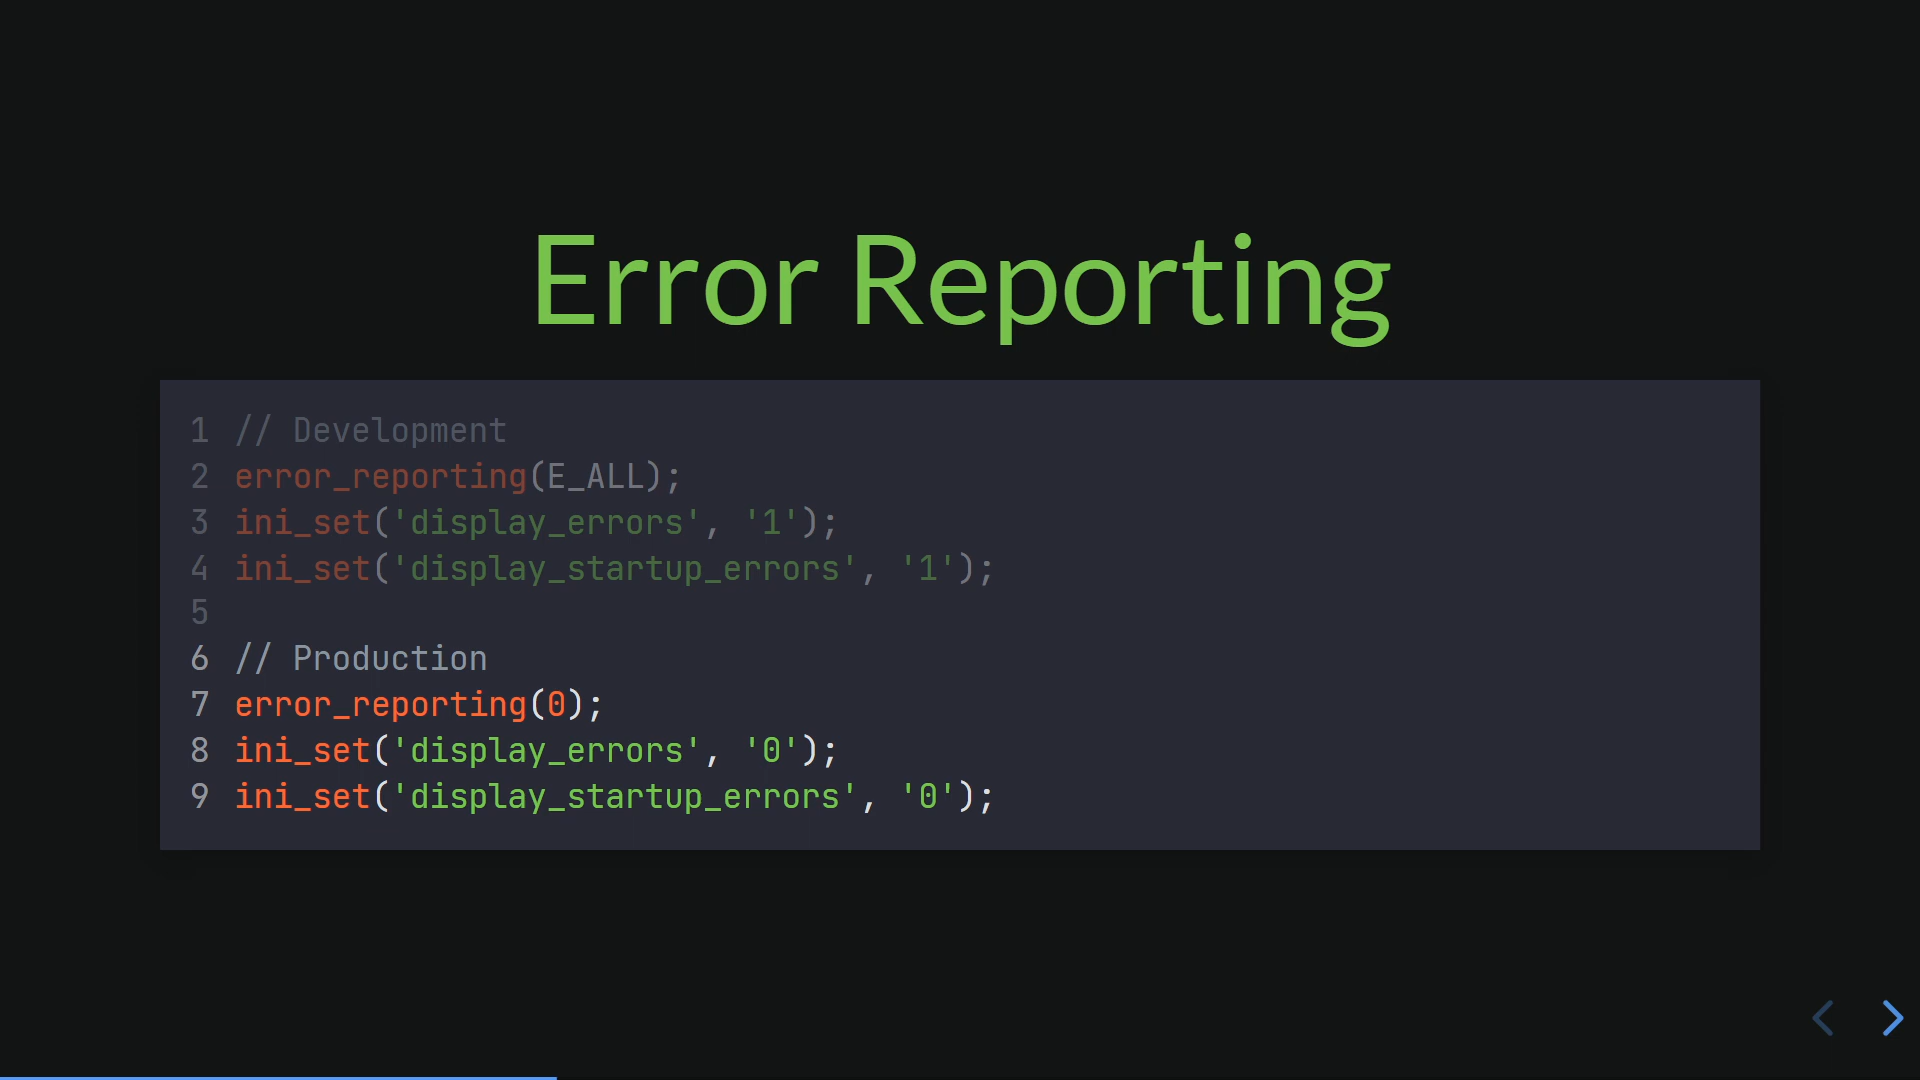 Error Reporting
1 // Development
2 error_reporting(E_ALL);
3 ini_set('display_errors', '1');
4 ini_set('display_startup_errors', '1');
5
6 // Production
7 error_reporting(0);
8 ini_set('display_errors', '0');
9 ini_set('display_startup_errors', '0');